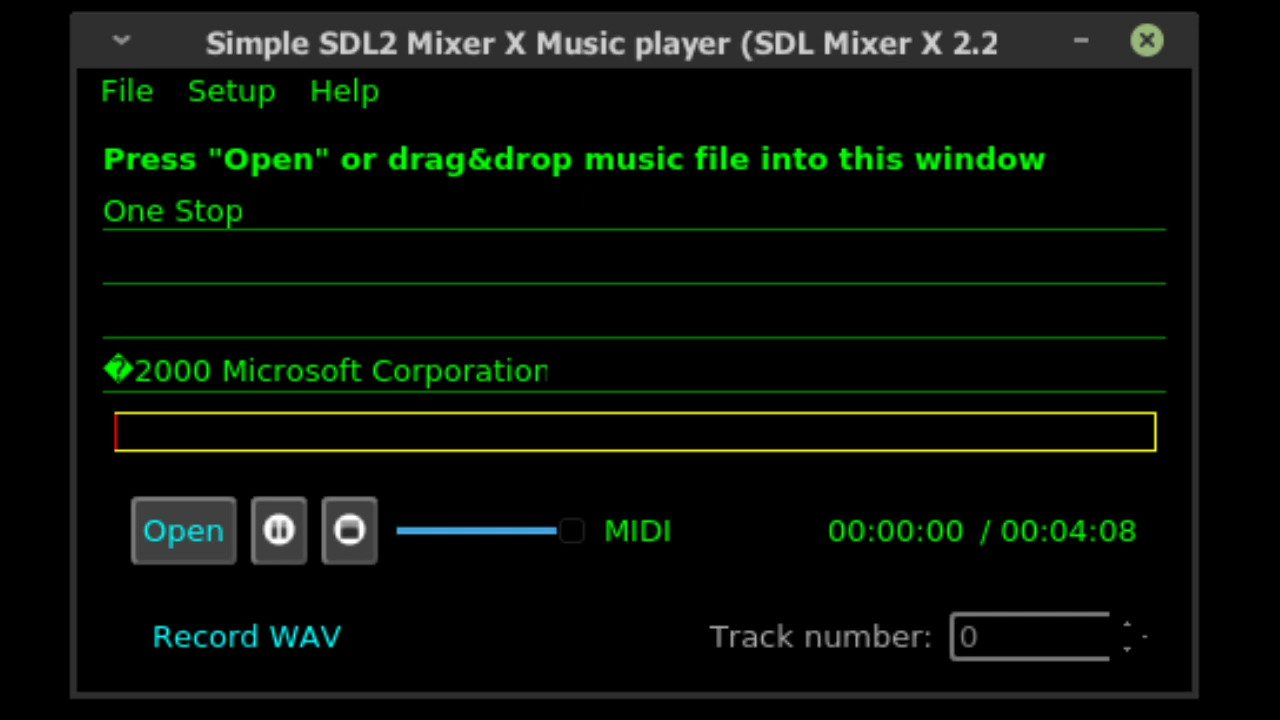 Simple SDL2 Mixer X Music player (SDL Mixer X 2.2
File Setup Help
Press "Open" or drag&drop music file into this window
One Stop
�2000 Microsoft Corporation
Open MIDI 00:00:00 / 00:04:08
Record WAV Track number: 0